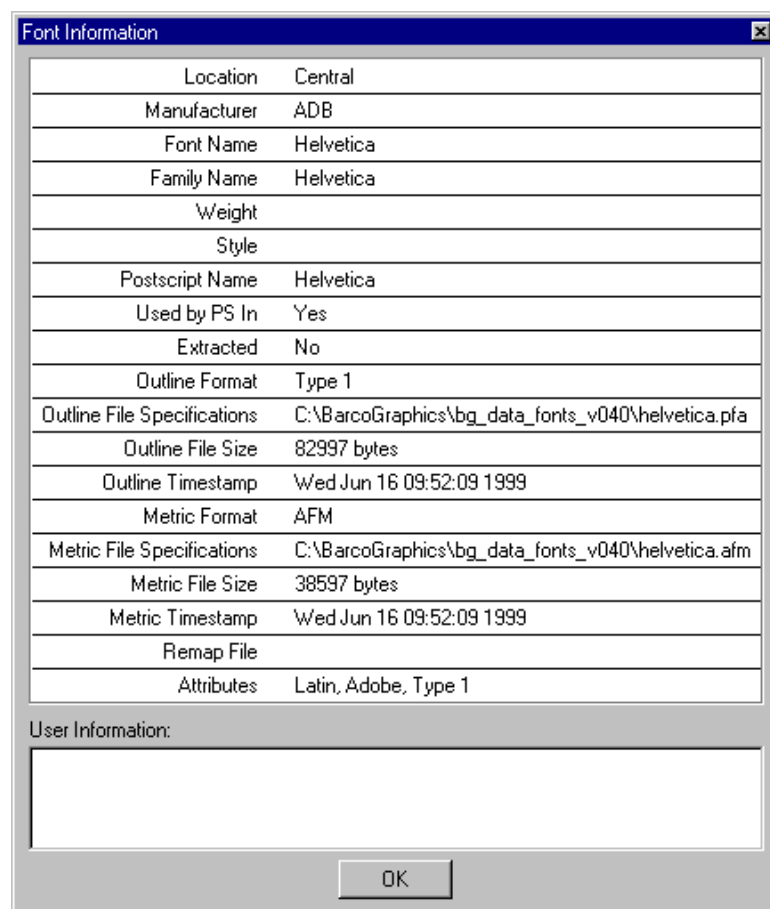 Font Information
Location Central
Manufacturer ADB
Font Name Helvetica
Family Name Helvetica
Weight
Style
Postscript Name Helvetica
Used by PS In Yes
Extracted No
Outline Format Type 1
Outline File Specifications C:\BarcoGraphics\bg_data_fonts_v040\helvetica.pfa
Outline File Size 82997 bytes
Outline Timestamp Wed Jun 16 09:52:09 1999
Metric Format AFM
Metric File Specifications C:\BarcoGraphics\bg_data_fonts_v040\helvetica.afm
Metric File Size 38597 bytes
Metric Timestamp Wed Jun 16 09:52:09 1999
Remap File
Attributes Latin, Adobe, Type 1
User Information:
OK